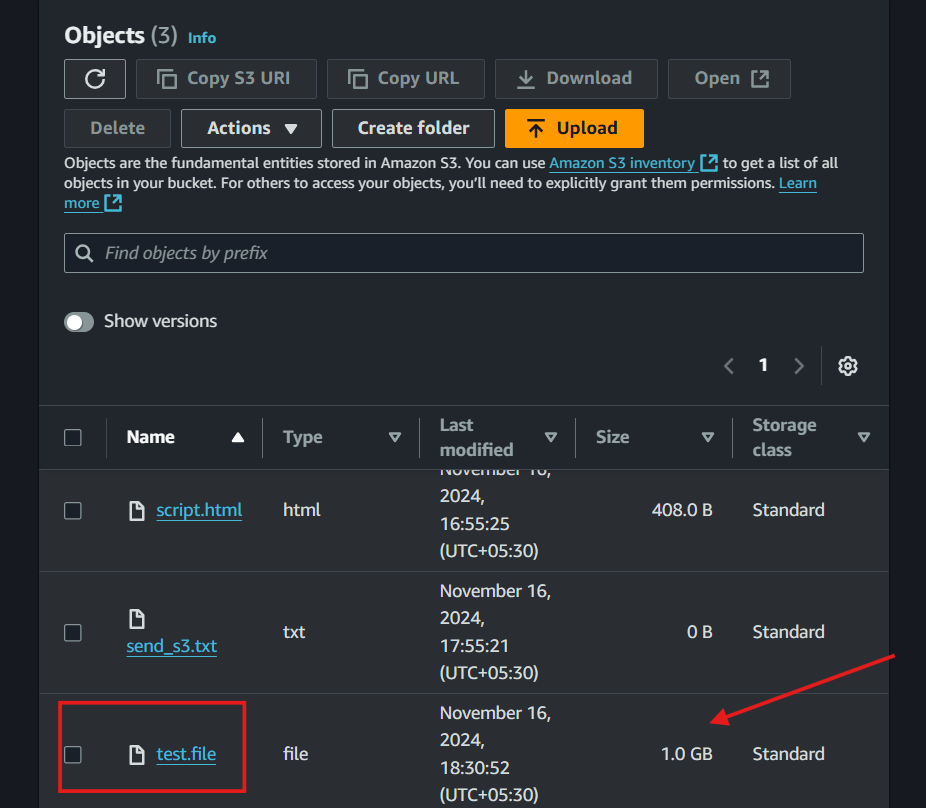 Objects (3) Info
Copy S3 URI
Copy URL
Download
Open
Delete
Actions
Create folder
Upload
Objects are the fundamental entities stored in Amazon S3. You can use Amazon S3 inventory to get a list of all
objects in your bucket. For others to access your objects, you'll need to explicitly grant them permissions. Learn
more
Find objects by prefix
Show versions
1
Name
Type
Last
modified
Size
Storage
class
script.html
html
November 16,
2024,
16:55:25
(UTC+05:30)
408.0 B
Standard
send_s3.txt
txt
November 16,
2024,
17:55:21
(UTC+05:30)
0 B
Standard
test.file
file
November 16,
2024,
18:30:52
(UTC+05:30)
1.0 GB
Standard